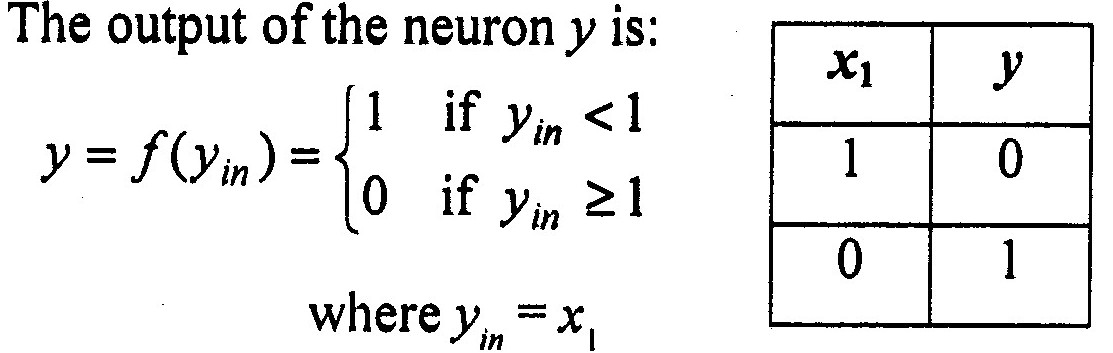 The output of the neuron y is:
y = f(y_in) = { 1 if y_in < 1
0 if y_in ≥ 1
where y_in = x_1
x_1 y
1 0
0 1